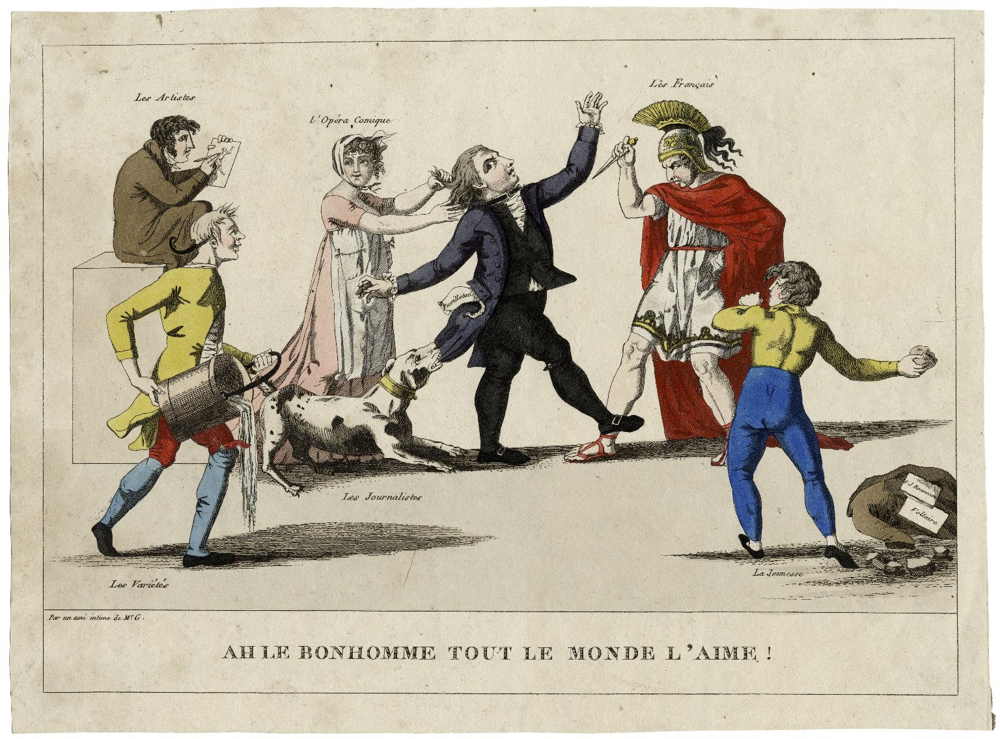 Les Artistes
l'Opéra Comique
Les Français
Feuilleton
Les Journalistes
J. J. Rousseau
Voltaire
La Jeunesse
Les Variétés
Par un ami intime de Mr. G.
AH LE BONHOMME TOUT LE MONDE L'AIME !